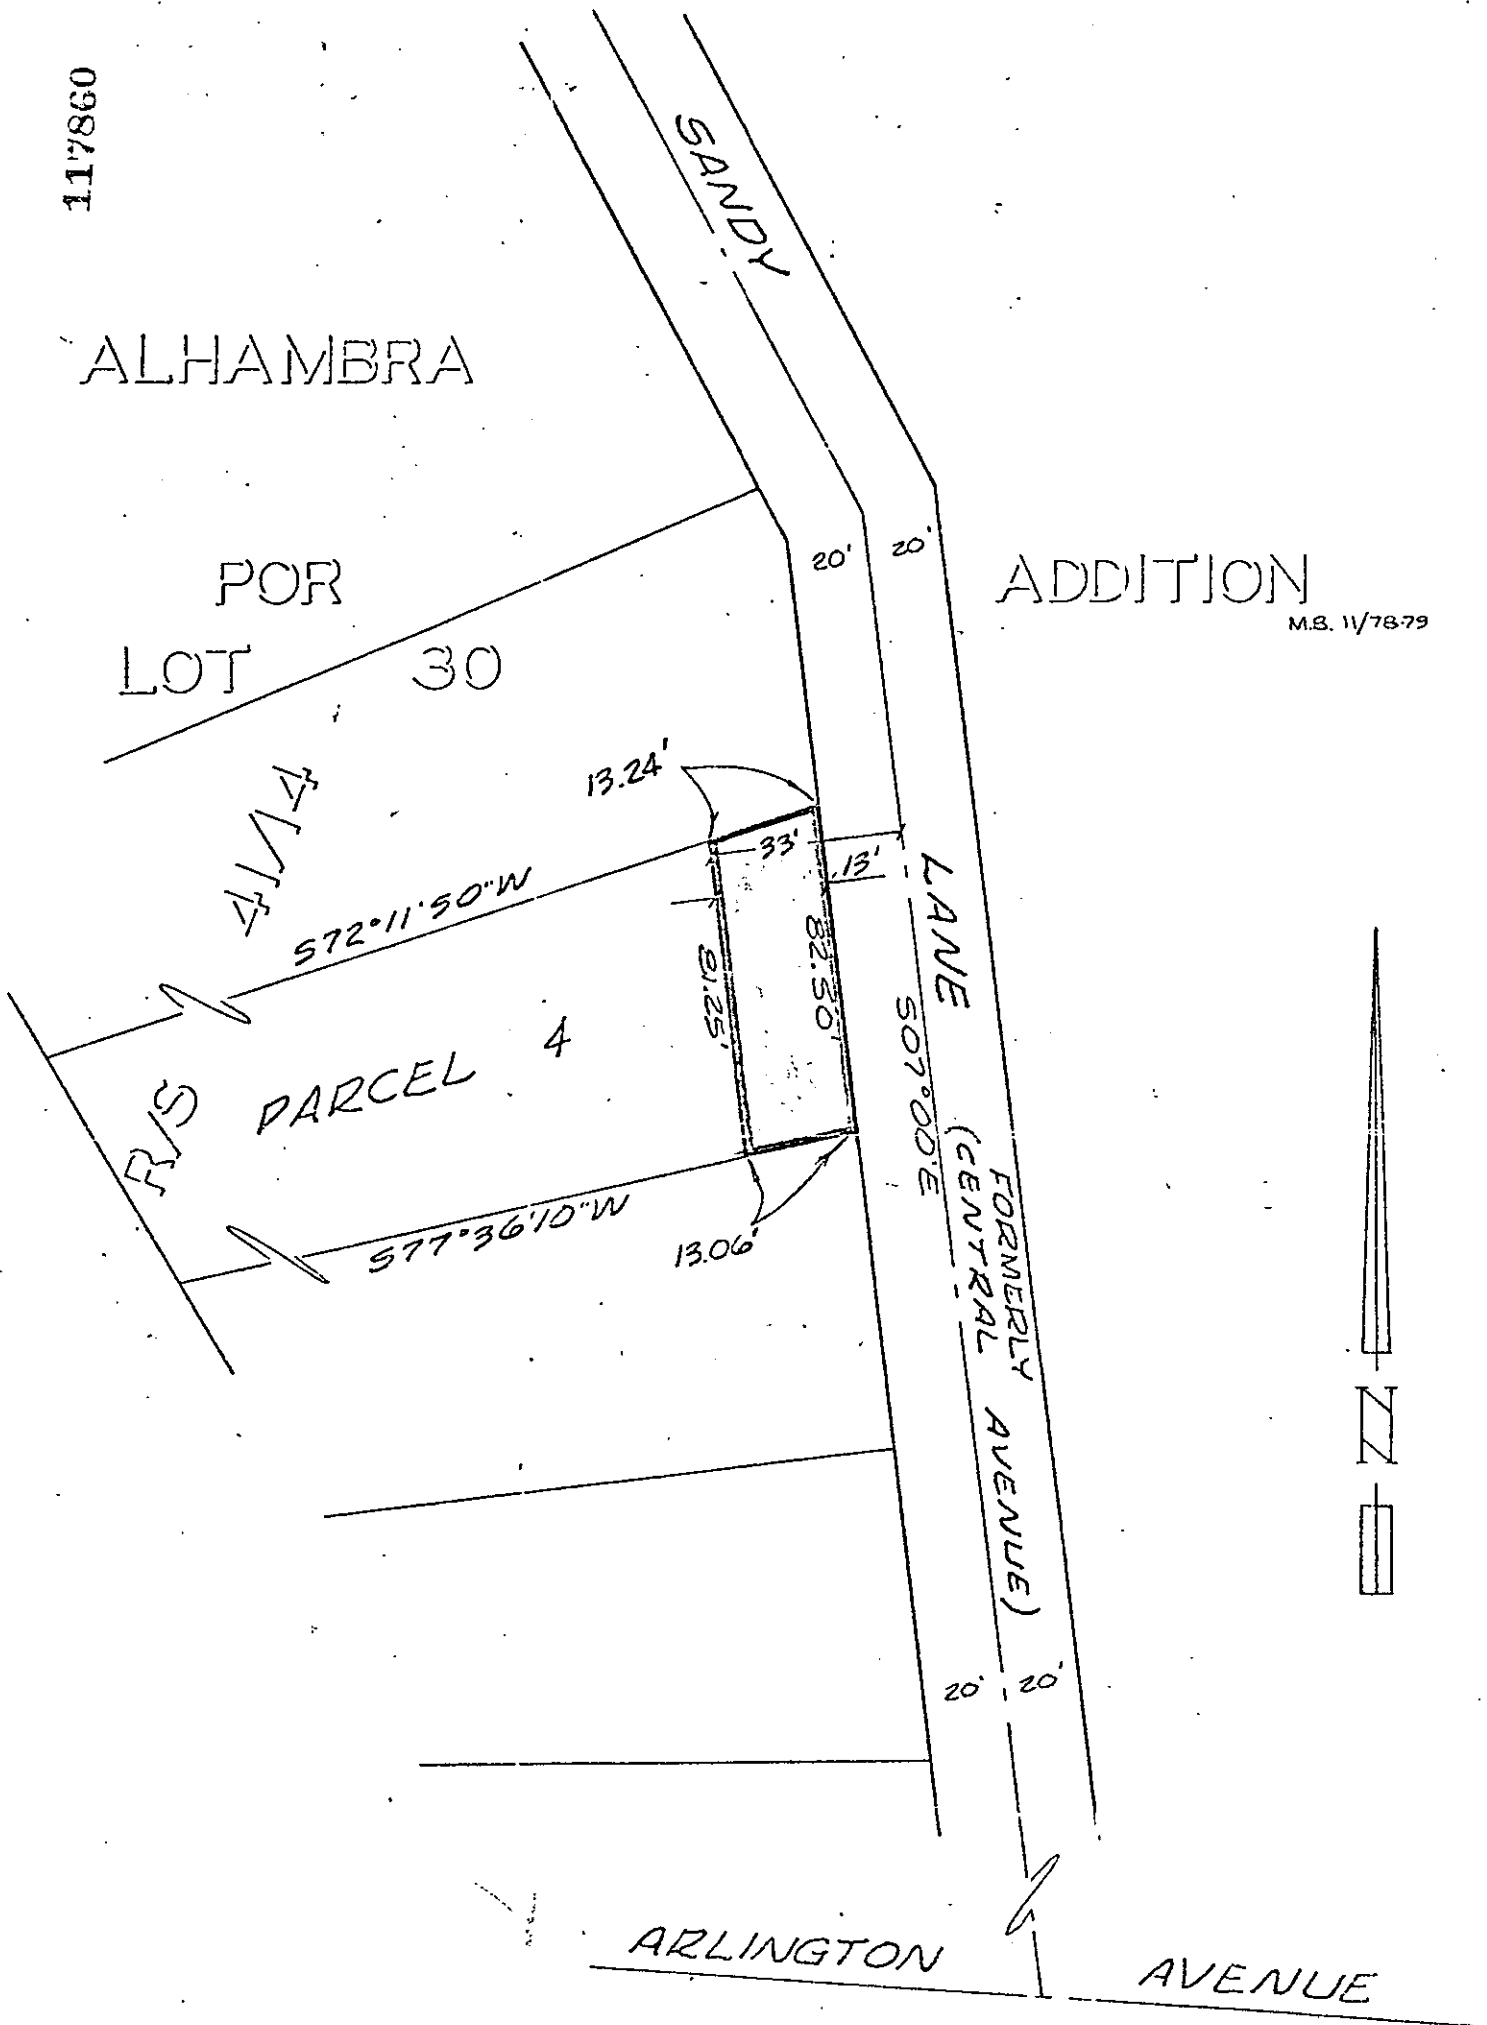 117860
SANDY
ALHAMBRA
20' 20'
POR
ADDITION
LOT 30
M.B. 11/78-79
41/14
13.24'
33'
13'
LANE
S72°11'50"W
82.50'
81.25'
S07°00'E
PARCEL 4
R/S
FORMERLY
(CENTRAL AVENUE)
S77°36'10"W
13.06'
N
20' 20'
ARLINGTON AVENUE